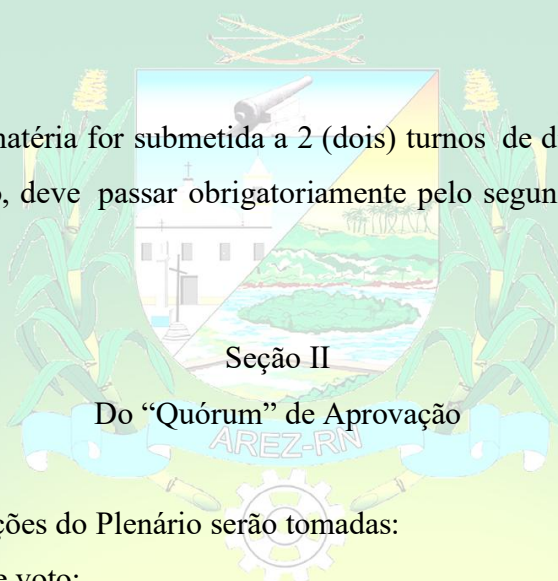 matéria for submetida a 2 (dois) turnos de d
, deve passar obrigatoriamente pelo segun
Seção II
Do “Quórum” de Aprovação
AREZ-RN
ções do Plenário serão tomadas:
e voto;